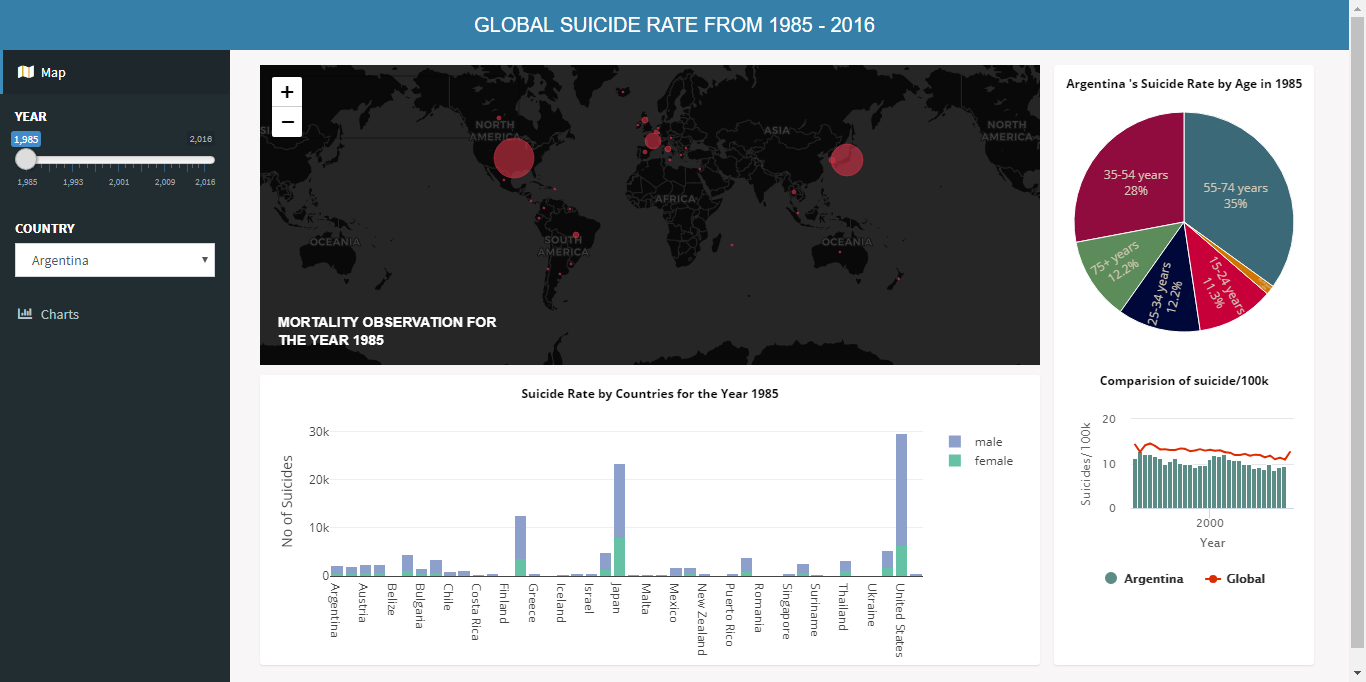 GLOBAL SUICIDE RATE FROM 1985 - 2016
Map
YEAR
1,985
2,016
1,985 1,993 2,001 2,009 2,016
COUNTRY
Argentina
Charts
+
−
NORTH
AMERICA
ASIA
NORTH
AMERICA
AFRICA
OCEANIA
SOUTH
AMERICA
OCEANIA
MORTALITY OBSERVATION FOR
THE YEAR 1985
Suicide Rate by Countries for the Year 1985
No of Suicides
30k
20k
10k
0
Argentina
Austria
Belize
Bulgaria
Chile
Costa Rica
Finland
Greece
Iceland
Israel
Japan
Malta
Mexico
New Zealand
Puerto Rico
Romania
Singapore
Suriname
Thailand
Ukraine
United States
male
female
Argentina 's Suicide Rate by Age in 1985
35-54 years
28%
55-74 years
35%
75+ years
12.2%
25-34 years
12.2%
15-24 years
11.3%
Comparision of suicide/100k
Suicides/100k
20
10
0
2000
Year
Argentina
Global